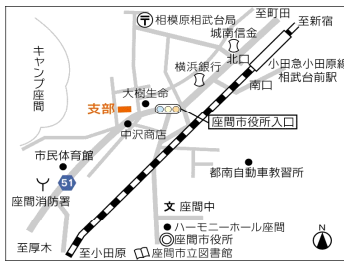 至町田
至新宿
相模原相武台局
城南信金
北口
キャンプ座間
横浜銀行
小田急小田原線
相武台前駅
大樹生命
南口
支部
座間市役所入口
中沢商店
市民体育館
都南自動車教習所
51
座間消防署
文 座間中
ハーモニーホール座間
座間市役所
至厚木
至小田原
座間市立図書館
N